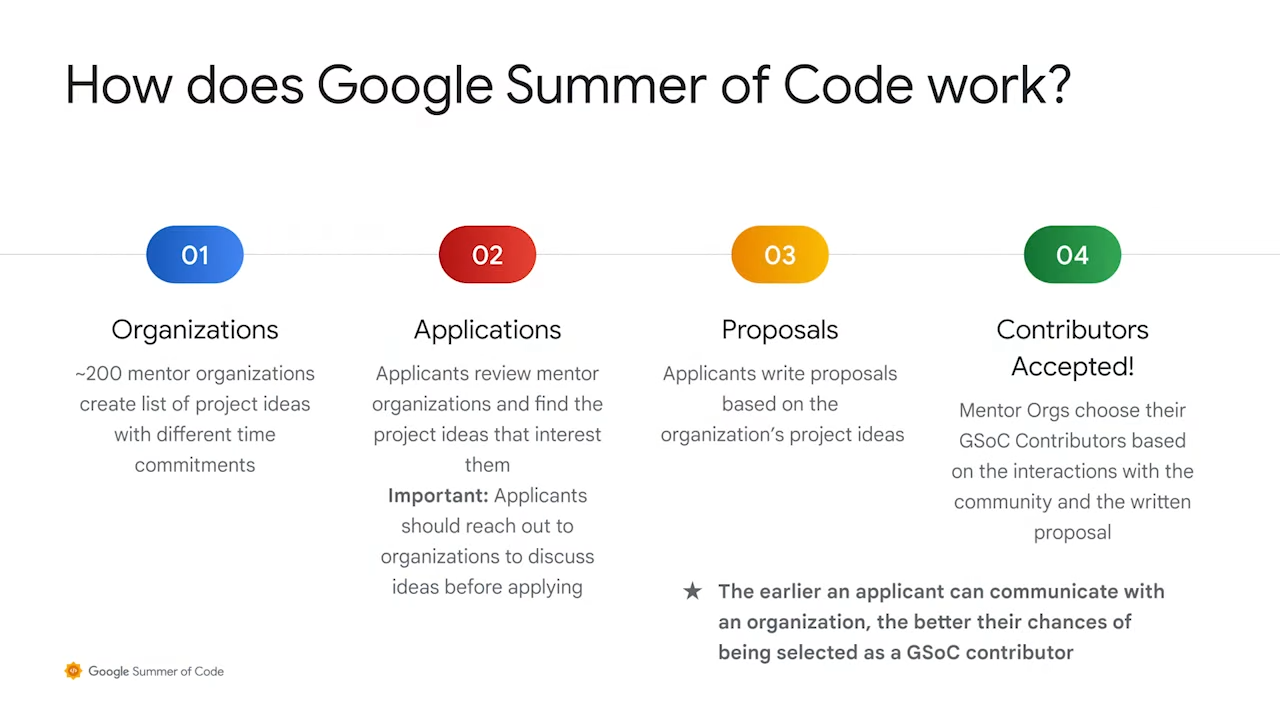 How does Google Summer of Code work?
01
Organizations
~200 mentor organizations
create list of project ideas
with different time
commitments
02
Applications
Applicants review mentor
organizations and find the
project ideas that interest
them
Important: Applicants
should reach out to
organizations to discuss
ideas before applying
03
Proposals
Applicants write proposals
based on the
organization's project ideas
04
Contributors
Accepted!
Mentor Orgs choose their
GSoC Contributors based
on the interactions with the
community and the written
proposal
★ The earlier an applicant can communicate with
an organization, the better their chances of
being selected as a GSoC contributor
Google Summer of Code